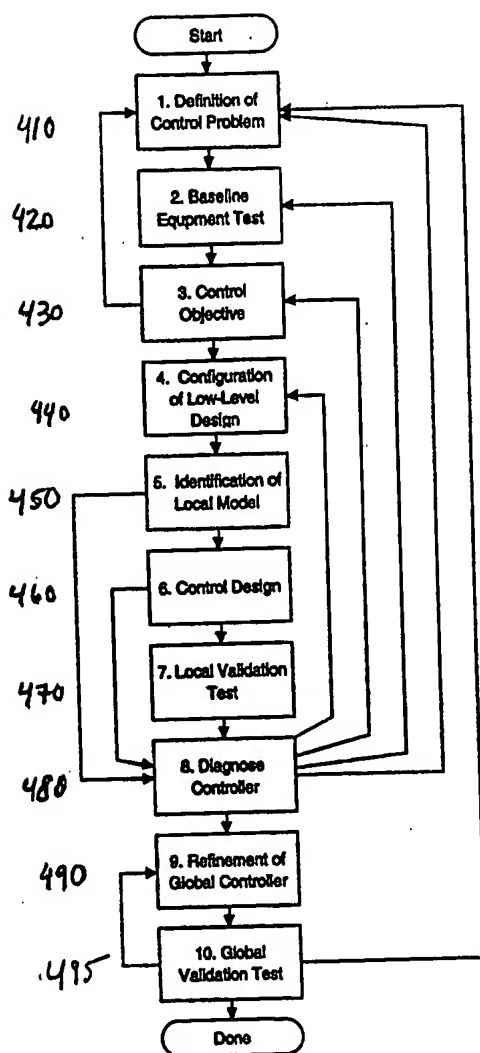 Start
410
1. Definition of
Control Problem
420
2. Baseline
Equpment Test
430
3. Control
Objective
440
4. Configuration
of Low-Level
Design
450
5. Identification of
Local Model
460
6. Control Design
470
7. Local Validation
Test
480
8. Diagnose
Controller
490
9. Refinement of
Global Controller
495
10. Global
Validation Test
Done